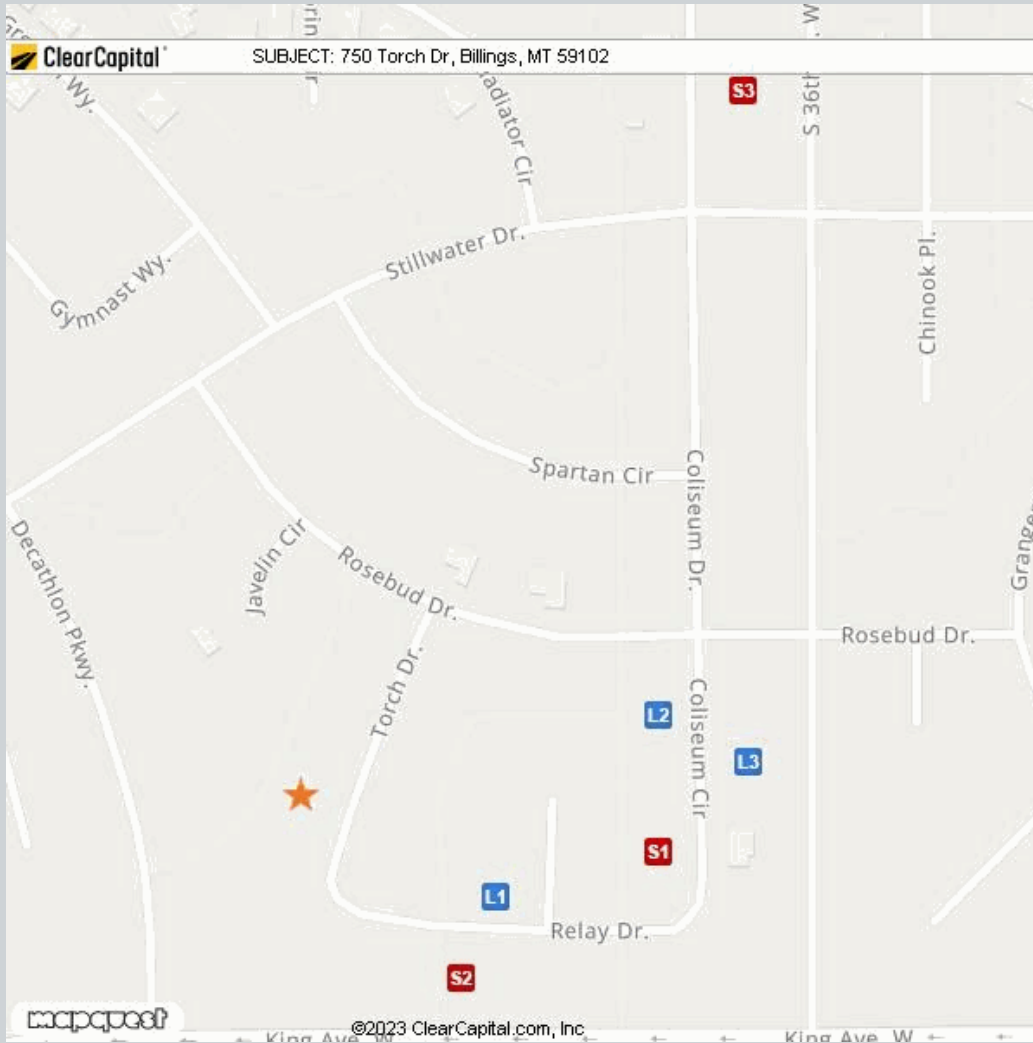 ClearCapital
SUBJECT: 750 Torch Dr, Billings, MT 59102
Wy.
adiator Cir
S3
S 36th
W
Stillwater Dr.
Gymnast Wy.
Chinook Pl.
Spartan Cir
Coliseum Dr.
Decathlon Pkwy.
Javelin Cir
Rosebud Dr.
Rosebud Dr.
Torch Dr.
Coliseum Cir
L2
L3
S1
L1
Relay Dr.
S2
mapquest
©2023 ClearCapital.com, Inc
King Ave. W
King Ave. W